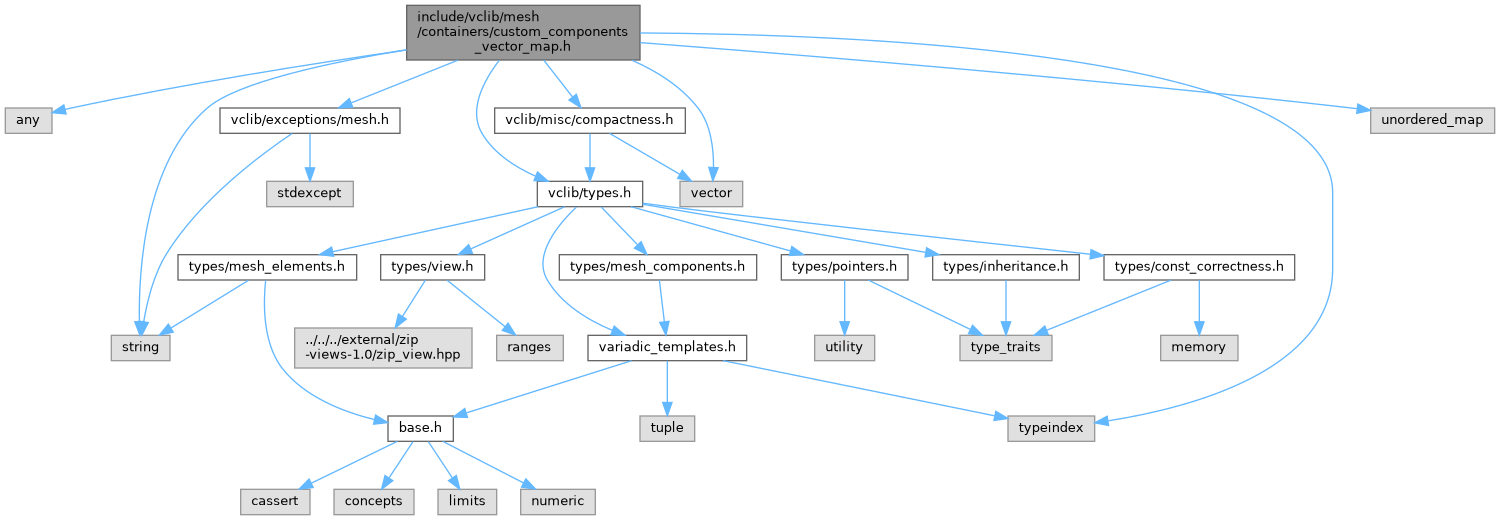 include/vclib/mesh
/containers/custom_components
_vector_map.h
any
vclib/exceptions/mesh.h
vclib/misc/compactness.h
unordered_map
stdexcept
vclib/types.h
vector
types/mesh_elements.h
types/view.h
types/mesh_components.h
types/pointers.h
types/inheritance.h
types/const_correctness.h
string
../../../external/zip
-views-1.0/zip_view.hpp
ranges
variadic_templates.h
utility
type_traits
memory
base.h
tuple
typeindex
cassert
concepts
limits
numeric